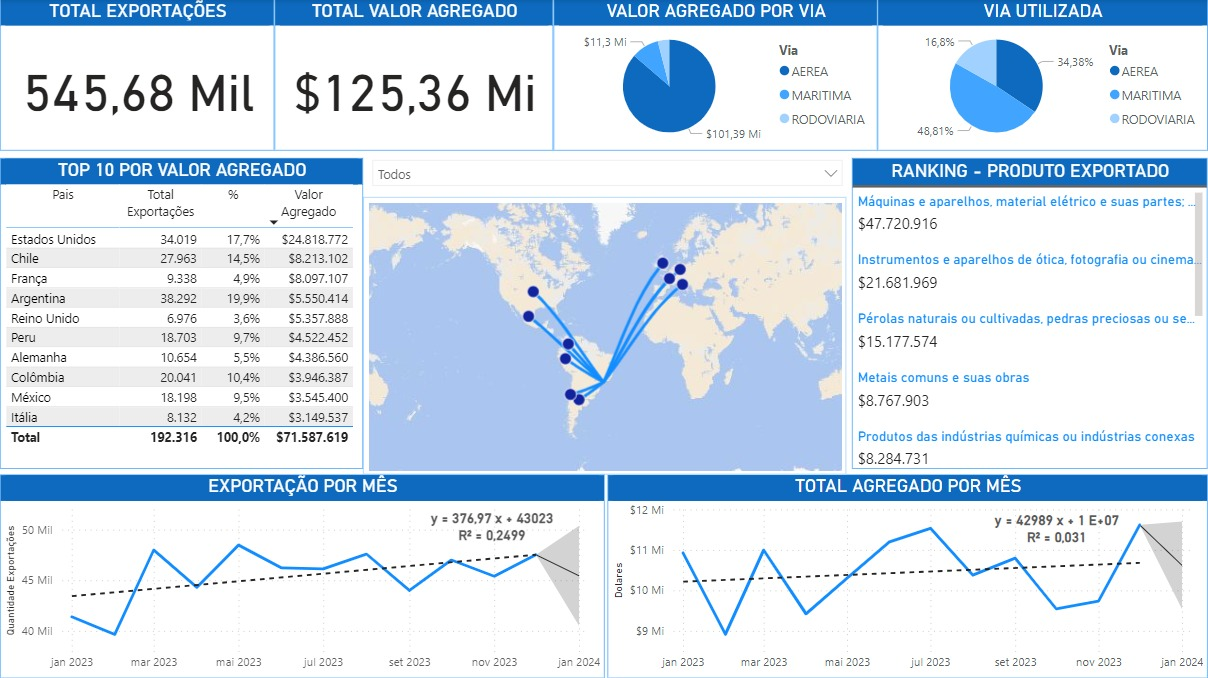 TOTAL EXPORTAÇÕES
545,68 Mil
TOTAL VALOR AGREGADO
$125,36 Mi
VALOR AGREGADO POR VIA
$11,3 Mi
$101,39 Mi
Via
AEREA
MARITIMA
RODOVIARIA
VIA UTILIZADA
16,8%
34,38%
48,81%
Via
AEREA
MARITIMA
RODOVIARIA
TOP 10 POR VALOR AGREGADO
Pais Total Exportações % Valor Agregado
Estados Unidos 34.019 17,7% $24.818.772
Chile 27.963 14,5% $8.213.102
França 9.338 4,9% $8.097.107
Argentina 38.292 19,9% $5.550.414
Reino Unido 6.976 3,6% $5.357.888
Peru 18.703 9,7% $4.522.452
Alemanha 10.654 5,5% $4.386.560
Colômbia 20.041 10,4% $3.946.387
México 18.198 9,5% $3.545.400
Itália 8.132 4,2% $3.149.537
Total 192.316 100,0% $71.587.619
Todos
RANKING - PRODUTO EXPORTADO
Máquinas e aparelhos, material elétrico e suas partes; ...
$47.720.916
Instrumentos e aparelhos de ótica, fotografia ou cinema...
$21.681.969
Pérolas naturais ou cultivadas, pedras preciosas ou se...
$15.177.574
Metais comuns e suas obras
$8.767.903
Produtos das indústrias químicas ou indústrias conexas
$8.284.731
EXPORTAÇÃO POR MÊS
y = 376,97 x + 43023
R² = 0,2499
Quantidade Exportações
50 Mil
45 Mil
40 Mil
jan 2023 mar 2023 mai 2023 jul 2023 set 2023 nov 2023 jan 2024
TOTAL AGREGADO POR MÊS
y = 42989 x + 1 E+07
R² = 0,031
Dolares
$12 Mi
$11 Mi
$10 Mi
$9 Mi
jan 2023 mar 2023 mai 2023 jul 2023 set 2023 nov 2023 jan 2024